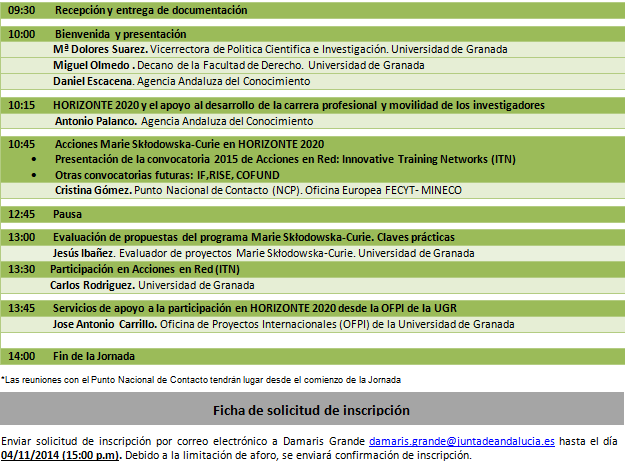 09:30 Recepción y entrega de documentación
10:00 Bienvenida y presentación
Mª Dolores Suarez. Vicerrectora de Politica Cientifica e Investigación. Universidad de Granada
Miguel Olmedo . Decano de la Facultad de Derecho. Universidad de Granada
Daniel Escacena. Agencia Andaluza del Conocimiento
10:15 HORIZONTE 2020 y el apoyo al desarrollo de la carrera profesional y movilidad de los investigadores
Antonio Palanco. Agencia Andaluza del Conocimiento
10:45 Acciones Marie Skłodowska-Curie en HORIZONTE 2020
• Presentación de la convocatoria 2015 de Acciones en Red: Innovative Training Networks (ITN)
• Otras convocatorias futuras: IF,RISE, COFUND
Cristina Gómez. Punto Nacional de Contacto (NCP). Oficina Europea FECYT- MINECO
12:45 Pausa
13:00 Evaluación de propuestas del programa Marie Skłodowska-Curie. Claves prácticas
Jesús Ibañez. Evaluador de proyectos Marie Skłodowska-Curie. Universidad de Granada
13:30 Participación en Acciones en Red (ITN)
Carlos Rodriguez. Universidad de Granada
13:45 Servicios de apoyo a la participación en HORIZONTE 2020 desde la OFPI de la UGR
Jose Antonio Carrillo. Oficina de Proyectos Internacionales (OFPI) de la Universidad de Granada
14:00 Fin de la Jornada
*Las reuniones con el Punto Nacional de Contacto tendrán lugar desde el comienzo de la Jornada
Ficha de solicitud de inscripción
Enviar solicitud de inscripción por correo electrónico a Damaris Grande damaris.grande@juntadeandalucia.es hasta el día
04/11/2014 (15:00 p.m). Debido a la limitación de aforo, se enviará confirmación de inscripción.